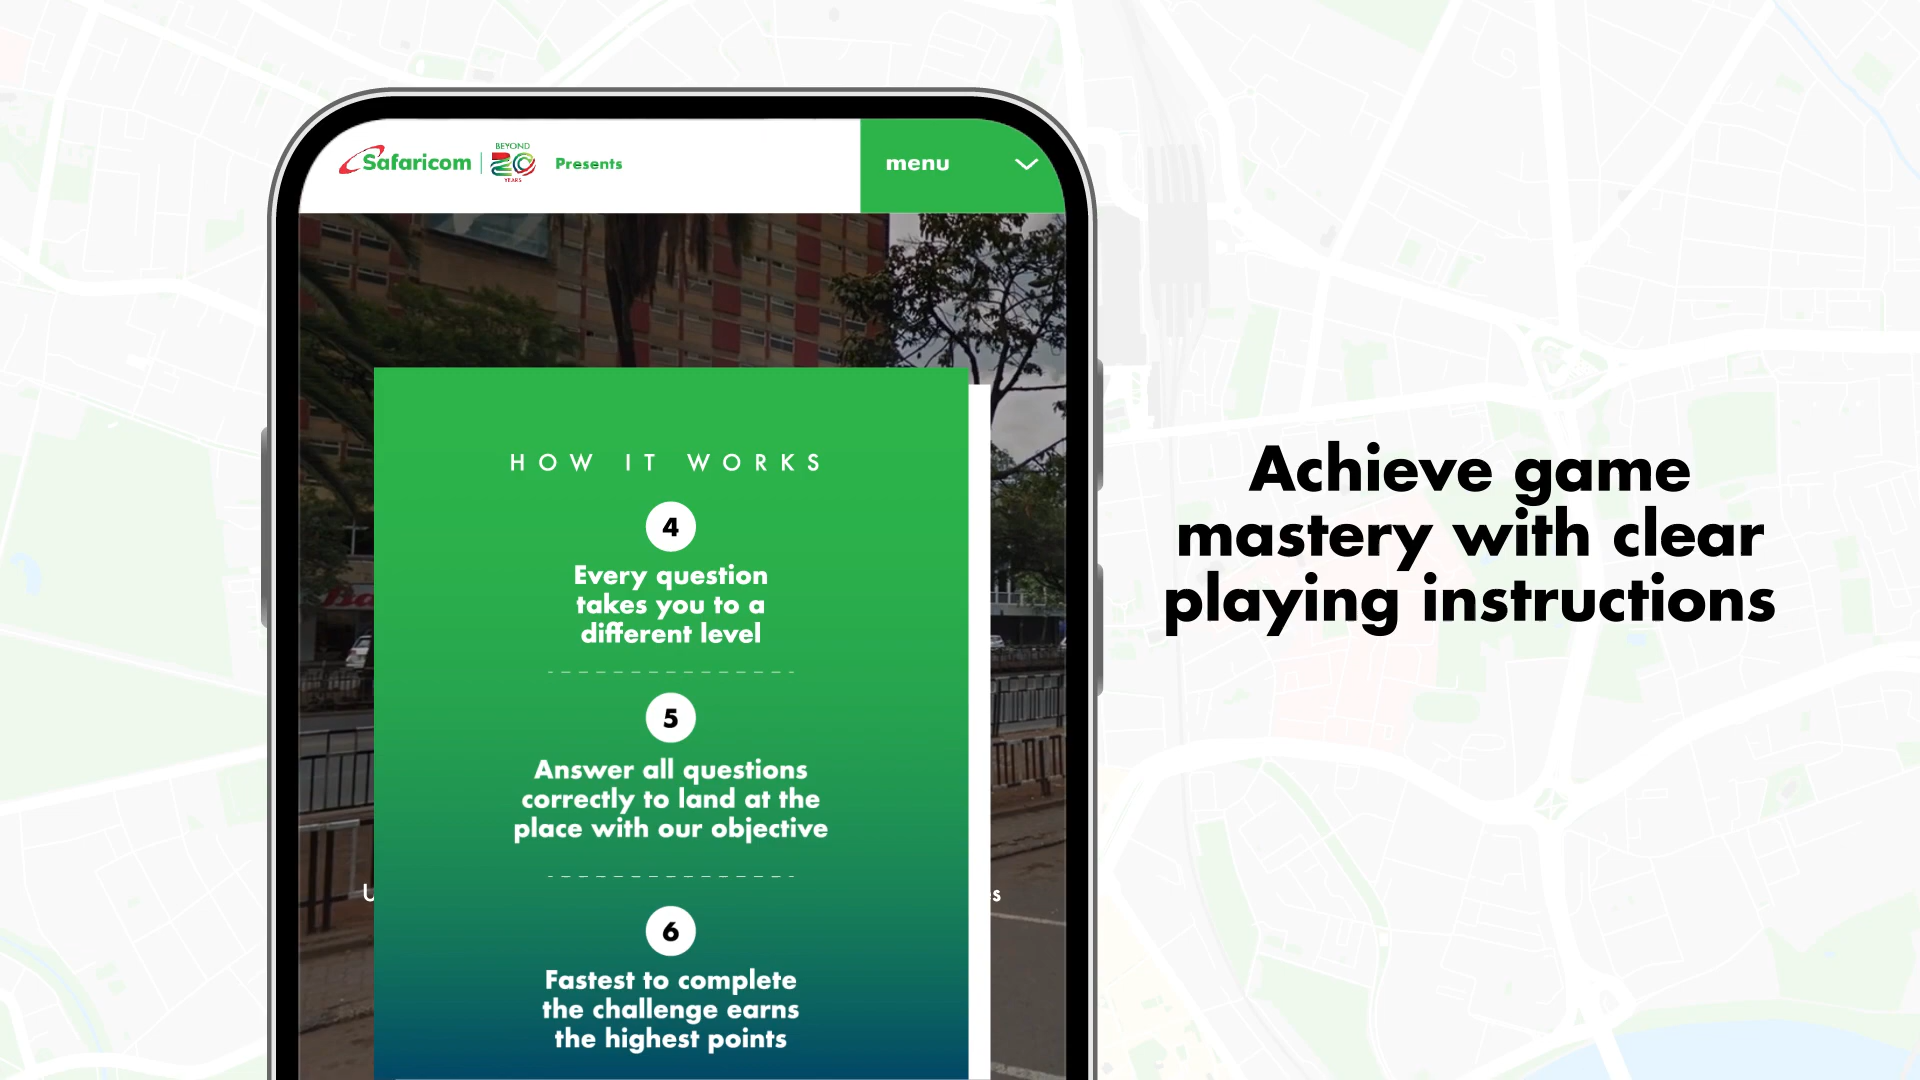 Safaricom
BEYOND
20
YEARS
Presents
menu
HOW IT WORKS
4
Every question
takes you to a
different level
5
Answer all questions
correctly to land at the
place with our objective
6
Fastest to complete
the challenge earns
the highest points
Achieve game
mastery with clear
playing instructions